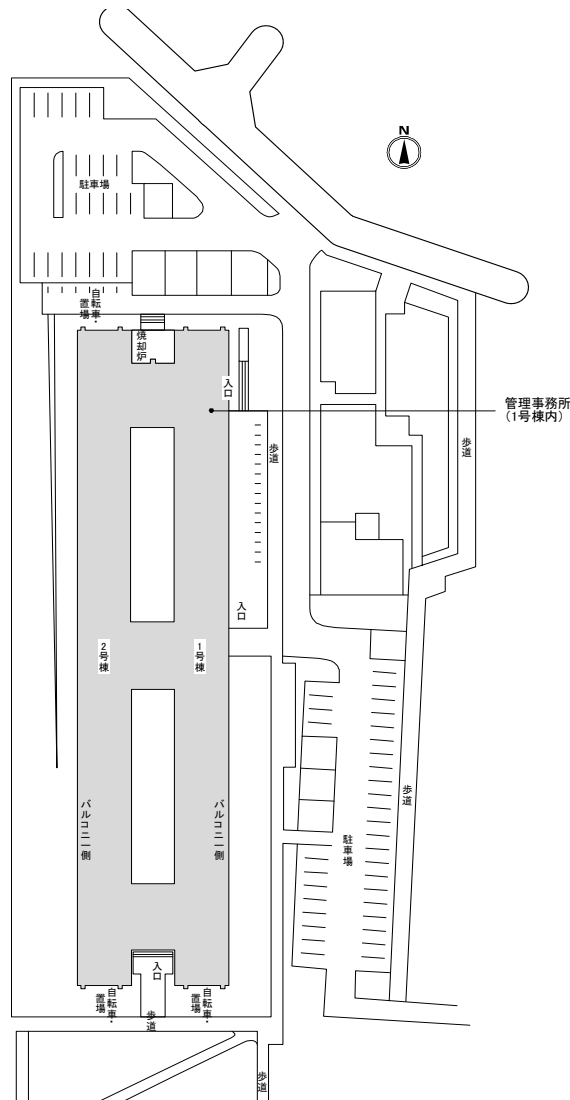 N
駐車場
自転車・
置場
焼却炉
入口
管理事務所
(1号棟内)
歩道
歩道
入口
2号棟
1号棟
バルコニー側
バルコニー側
歩道
駐車場
入口
自転車・
置場
自転車・
置場
歩道
歩道